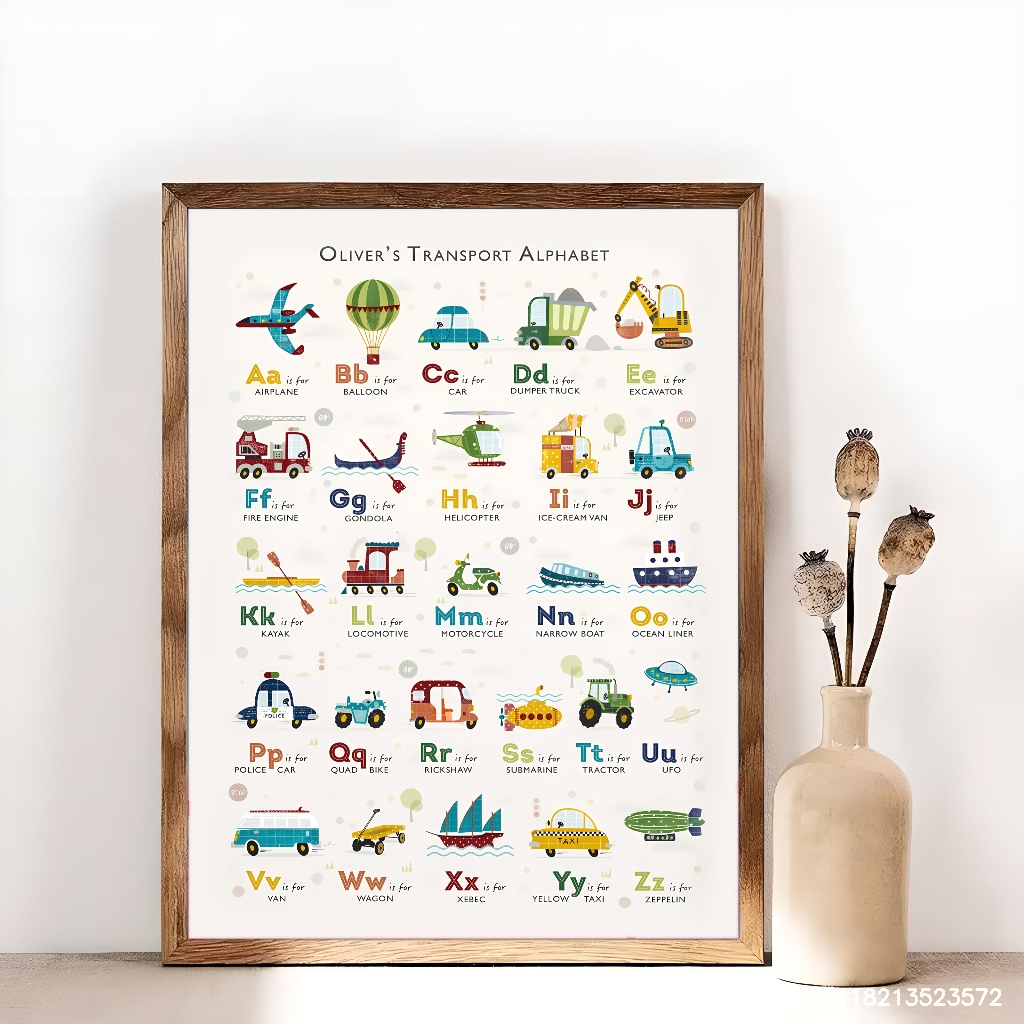 OLIVER'S TRANSPORT ALPHABET
Aa is for Bb is for Cc is for Dd is for Ee is for
AIRPLANE BALLOON CAR DUMPER TRUCK EXCAVATOR
GO! STOP
Ff is for Gg is for Hh is for Ii is for Jj is for
FIRE ENGINE GONDOLA HELICOPTER ICE-CREAM VAN JEEP
GO!
Kk is for Ll is for Mm is for Nn is for Oo is for
KAYAK LOCOMOTIVE MOTORCYCLE NARROW BOAT OCEAN LINER
GO!
POLICE
Pp is for Qq is for Rr is for Ss is for Tt is for Uu is for
POLICE CAR QUAD BIKE RICKSHAW SUBMARINE TRACTOR UFO
STOP
TAXI
Vv is for Ww is for Xx is for Yy is for Zz is for
VAN WAGON XEBEC YELLOW TAXI ZEPPELIN
18213523572